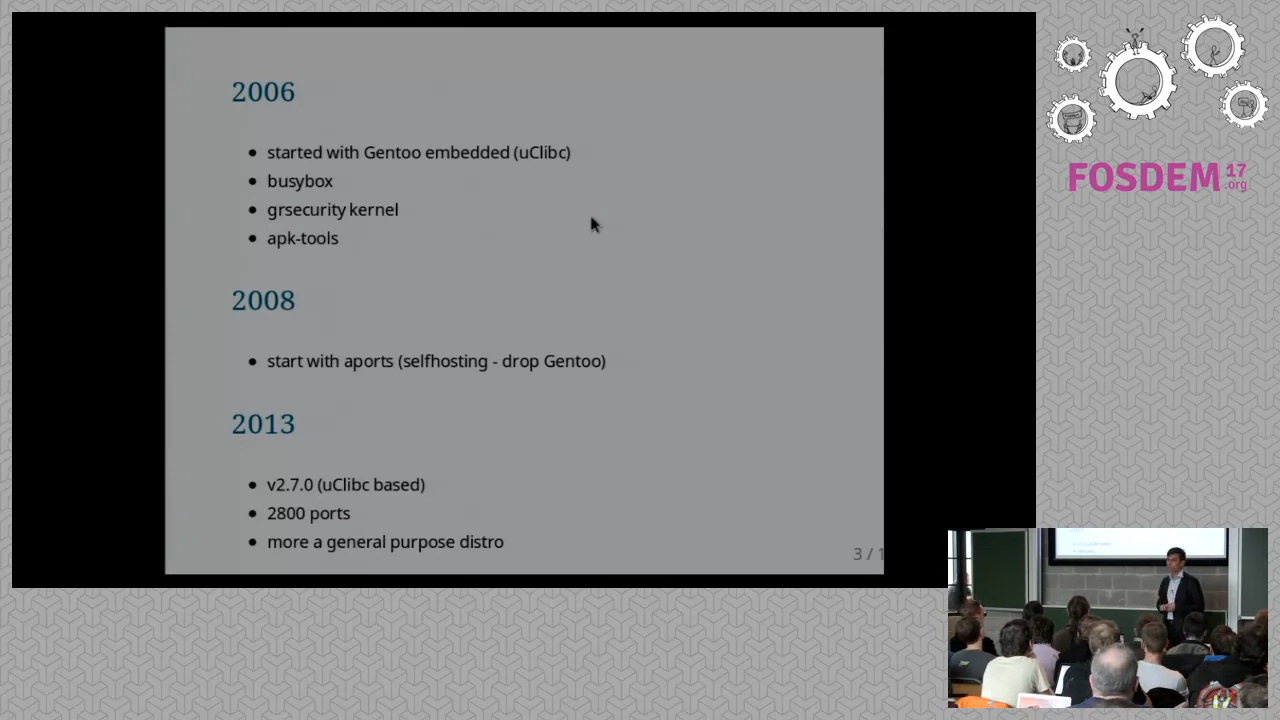 2006
• started with Gentoo embedded (uClibc)
• busybox
• grsecurity kernel
• apk-tools
2008
• start with aports (selfhosting - drop Gentoo)
2013
• v2.7.0 (uClibc based)
• 2800 ports
• more a general purpose distro
3 / 1
FOSDEM 17
.org